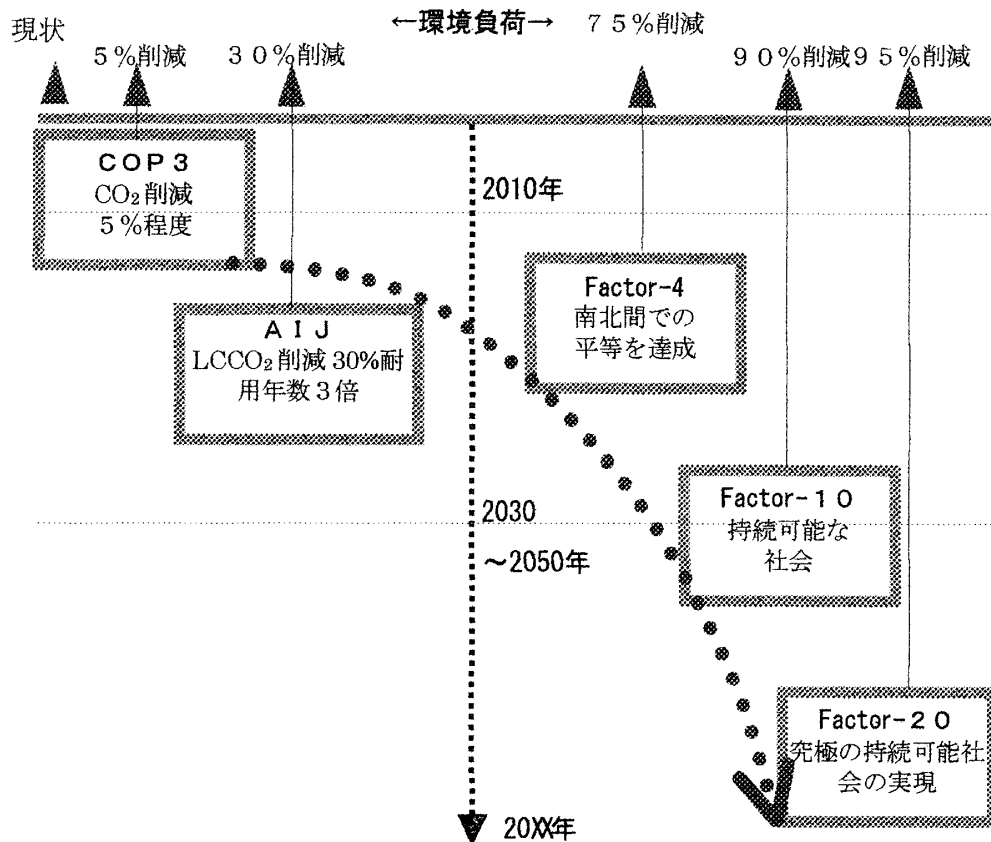 現状
←環境負荷→
5%削減
30%削減
75%削減
90%削減
95%削減
COP3
CO₂削減
5%程度
2010年
AIJ
LCCO₂削減30%耐
用年数3倍
Factor-4
南北間での
平等を達成
2030
～2050年
Factor-10
持続可能な
社会
Factor-20
究極の持続可能社
会の実現
20XX年